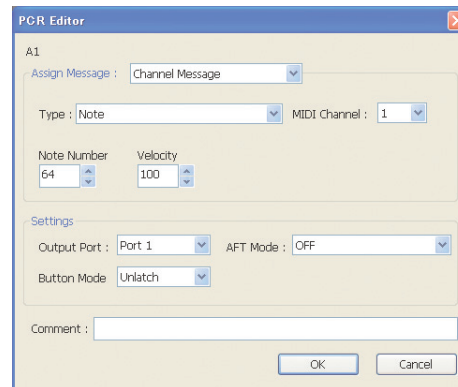 PCR Editor
A1
Assign Message : Channel Message
Type : Note MIDI Channel : 1
Note Number Velocity
64 100
Settings
Output Port : Port 1 AFT Mode : OFF
Button Mode Unlatch
Comment :
OK Cancel